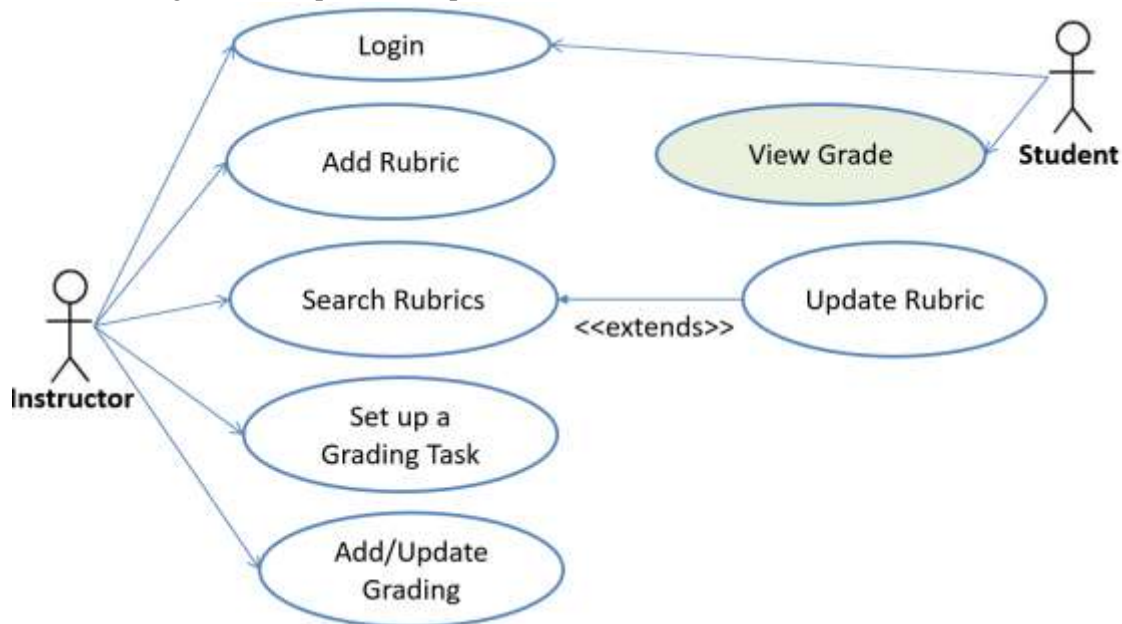 Login
Add Rubric
View Grade
Student
Search Rubrics
<<extends>>
Update Rubric
Instructor
Set up a
Grading Task
Add/Update
Grading